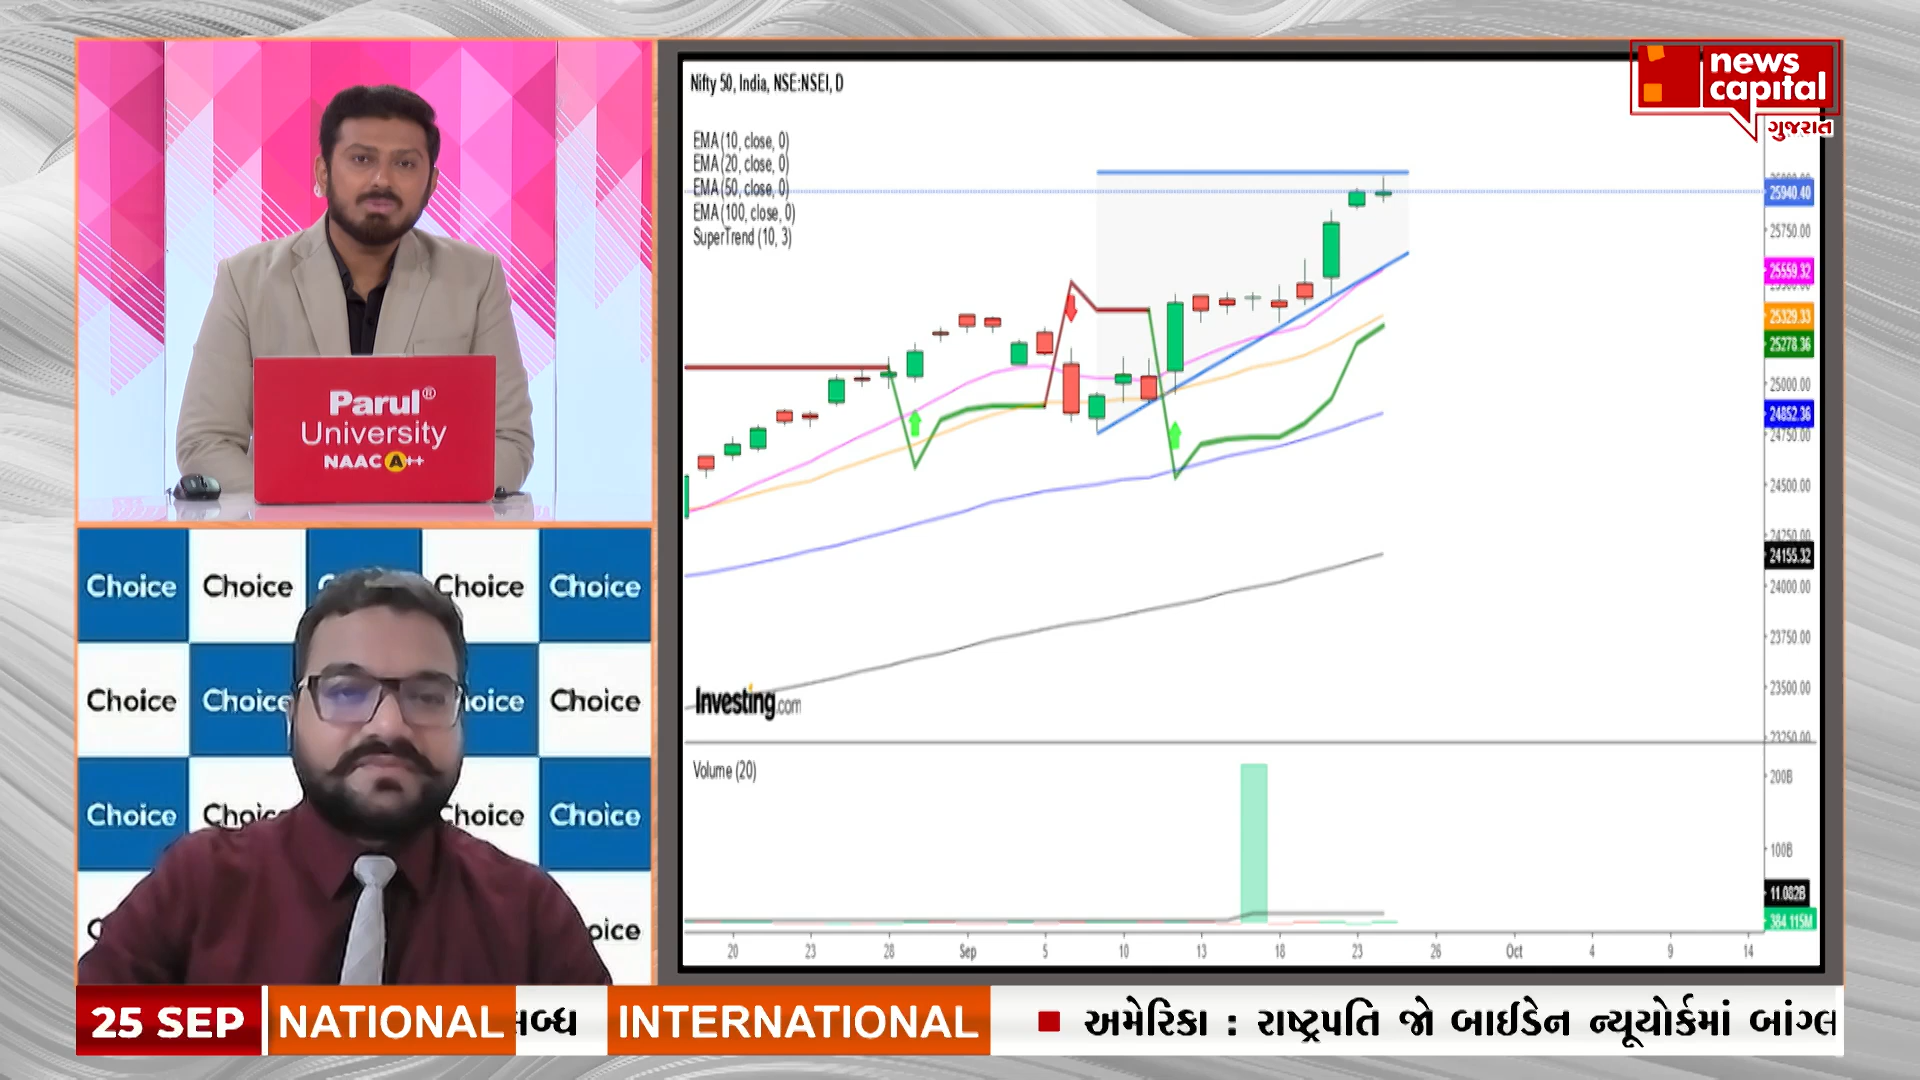 news
capital
ગુજરાત
Nifty 50, India, NSE:NSEI, D
EMA (10, close, 0)
EMA (20, close, 0)
EMA (50, close, 0)
EMA (100, close, 0)
SuperTrend (10, 3)
25940.40
25750.00
25559.32
25329.33
25278.36
25000.00
24852.36
24750.00
24500.00
24250.00
24155.32
24000.00
23750.00
23500.00
23250.00
Investing.com
Volume (20)
200B
100B
11.082B
384.115M
20 23 28 Sep 5 10 13 18 23 26 Oct 4 9 14
Parul®
University
NAAC A++
Choice Choice Choice Choice
Choice Choice Choice
Choice Choice Choice
25 SEP NATIONAL INTERNATIONAL અમેરિકા : રાષ્ટ્રપતિ જો બાઈડેન ન્યૂયોર્કમાં